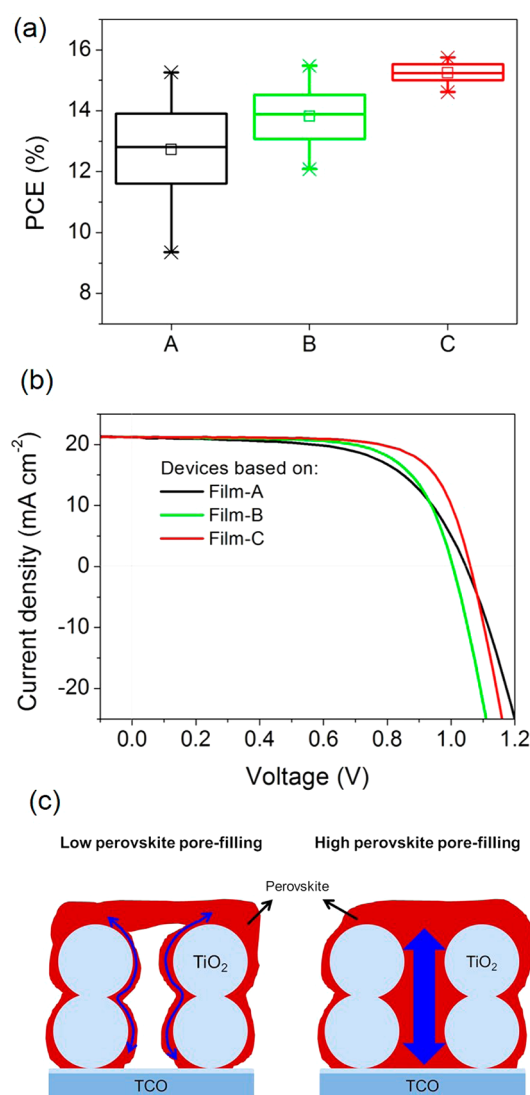 (a)
16
14
12
10
8
PCE (%)
A
B
C
(b)
20
10
0
-10
-20
Current density (mA cm⁻²)
Devices based on:
Film-A
Film-B
Film-C
0.0
0.2
0.4
0.6
0.8
1.0
1.2
Voltage (V)
(c)
Low perovskite pore-filling
High perovskite pore-filling
Perovskite
TiO₂
TiO₂
TCO
TCO